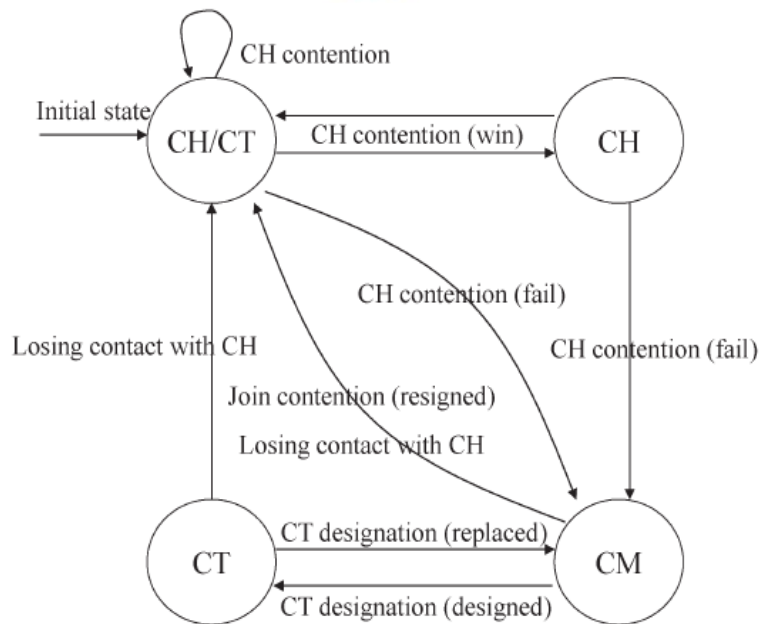 CH contention
Initial state
CH/CT
CH contention (win)
CH
CH contention (fail)
Losing contact with CH
CH contention (fail)
Join contention (resigned)
Losing contact with CH
CT designation (replaced)
CT
CM
CT designation (designed)